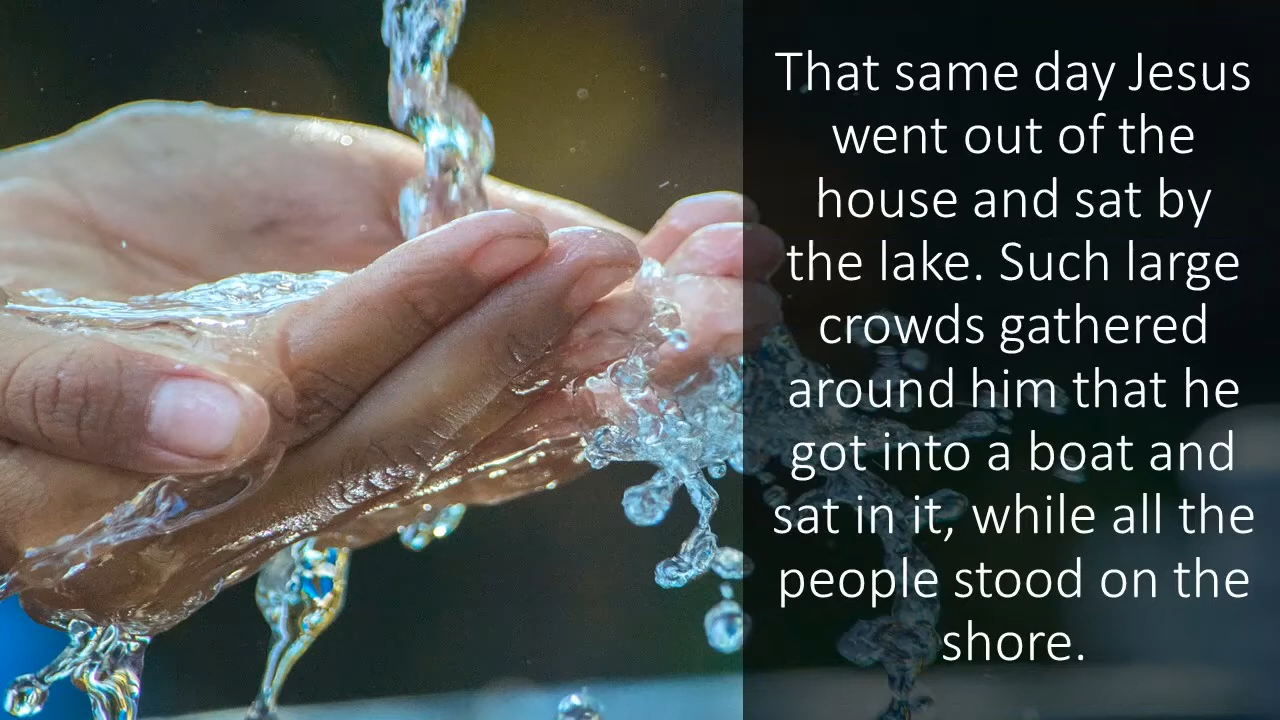 That same day Jesus
went out of the
house and sat by
the lake. Such large
crowds gathered
around him that he
got into a boat and
sat in it, while all the
people stood on the
shore.